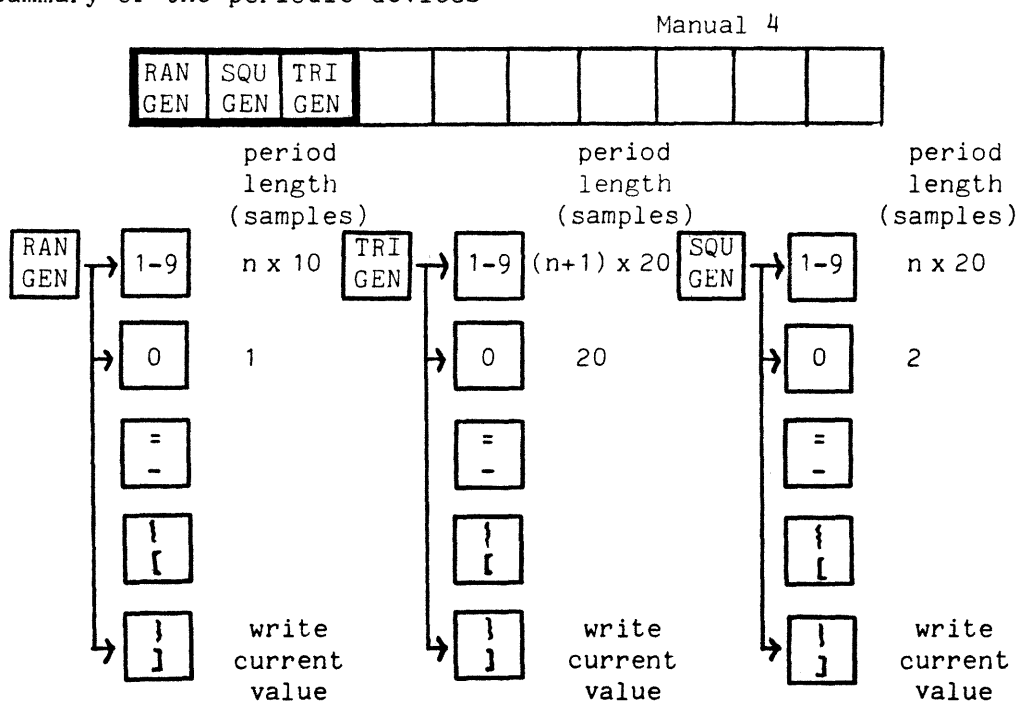 summary of the periodic devices
Manual 4
RAN SQU TRI
GEN GEN GEN
period period period
length length length
(samples) (samples) (samples)
RAN GEN 1-9 n x 10 TRI GEN 1-9 (n+1) x 20 SQU GEN 1-9 n x 20
0 1 0 20 0 2
= = =
- - -
{ { {
[ [ [
} } }
] ] ]
write write write
current current current
value value value